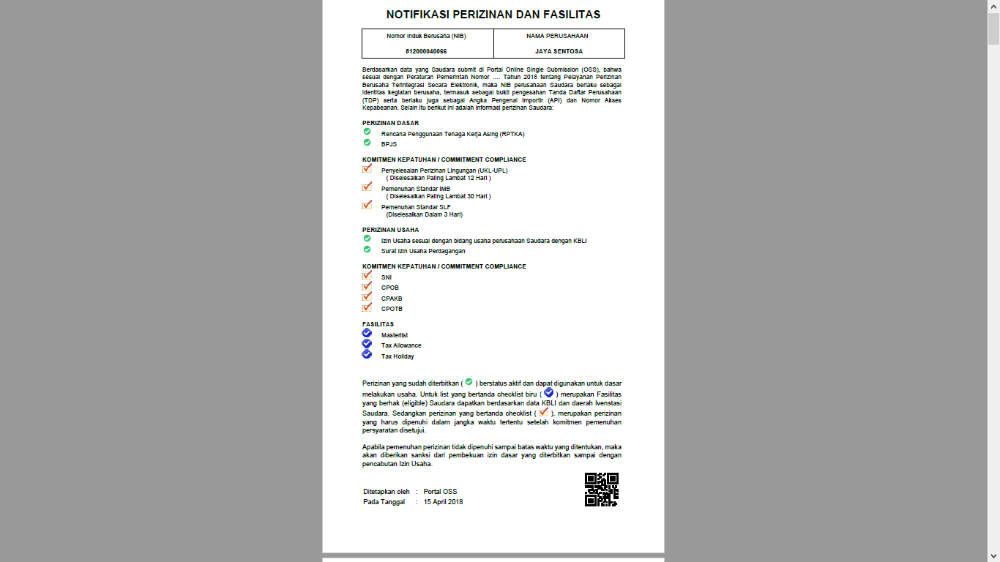 NOTIFIKASI PERIZINAN DAN FASILITAS
Nomor Induk Berusaha (NIB)
812000040066
NAMA PERUSAHAAN
JAYA SENTOSA
Berdasarkan data yang Saudara submit di Portal Online Single Submission (OSS), bahwa
sesuai dengan Peraturan Pemerintah Nomor .... Tahun 2018 tentang Pelayanan Perizinan
Berusaha Terintegrasi Secara Elektronik, maka NIB perusahaan Saudara berlaku sebagai
identitas kegiatan berusaha, termasuk sebagai bukti pengesahan Tanda Daftar Perusahaan
(TDP) serta berlaku juga sebagai Angka Pengenal Importir (API) dan Nomor Akses
Kepabeanan. Selain itu berikut ini adalah informasi perizinan Saudara:
PERIZINAN DASAR
Rencana Penggunaan Tenaga Kerja Asing (RPTKA)
BPJS
KOMITMEN KEPATUHAN / COMMITMENT COMPLIANCE
Penyelesaian Perizinan Lingungan (UKL-UPL)
( Diselesaikan Paling Lambat 12 Hari )
Pemenuhan Standar IMB
( Diselesaikan Paling Lambat 30 Hari )
Pemenuhan Standar SLF
(Diselesaikan Dalam 3 Hari)
PERIZINAN USAHA
Izin Usaha sesuai dengan bidang usaha perusahaan Saudara dengan KBLI
Surat Izin Usaha Perdagangan
KOMITMEN KEPATUHAN / COMMITMENT COMPLIANCE
SNI
CPOB
CPAKB
CPOTB
FASILITAS
Masterlist
Tax Allowance
Tax Holiday
Perizinan yang sudah diterbitkan ( ) berstatus aktif dan dapat digunakan untuk dasar
melakukan usaha. Untuk list yang bertanda checklist biru ( ) merupakan Fasilitas
yang berhak (eligible) Saudara dapatkan berdasarkan data KBLI dan daerah Ivenstasi
Saudara. Sedangkan perizinan yang bertanda checklist ( ), merupakan perizinan
yang harus dipenuhi dalam jangka waktu tertentu setelah komitmen pemenuhan
persyaratan disetujui.
Apabila pemenuhan perizinan tidak dipenuhi sampai batas waktu yang ditentukan, maka
akan diberikan sanksi dari pembekuan izin dasar yang diterbitkan sampai dengan
pencabutan Izin Usaha.
Ditetapkan oleh : Portal OSS
Pada Tanggal : 15 April 2018